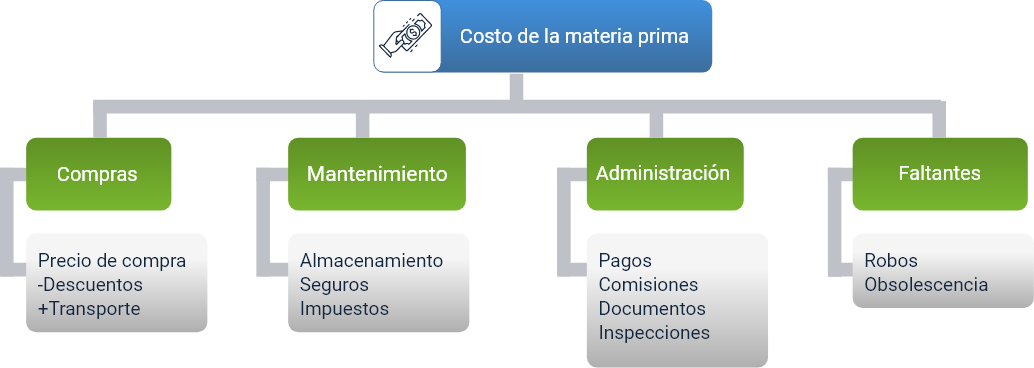 Costo de la materia prima
Compras
Mantenimiento
Administración
Faltantes
Precio de compra
-Descuentos
+Transporte
Almacenamiento
Seguros
Impuestos
Pagos
Comisiones
Documentos
Inspecciones
Robos
Obsolescencia